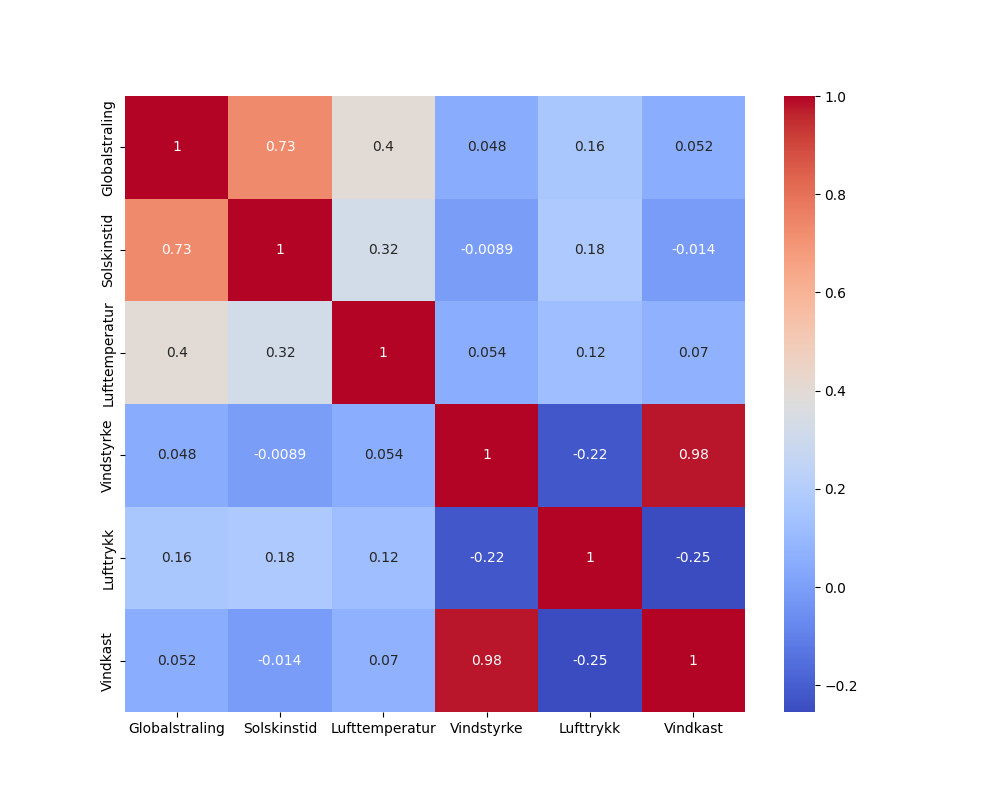 Globalstraling 1 0.73 0.4 0.048 0.16 0.052
Solskinstid 0.73 1 0.32 -0.0089 0.18 -0.014
Lufttemperatur 0.4 0.32 1 0.054 0.12 0.07
Vindstyrke 0.048 -0.0089 0.054 1 -0.22 0.98
Lufttrykk 0.16 0.18 0.12 -0.22 1 -0.25
Vindkast 0.052 -0.014 0.07 0.98 -0.25 1
Globalstraling Solskinstid Lufttemperatur Vindstyrke Lufttrykk Vindkast
1.0
0.8
0.6
0.4
0.2
0.0
−0.2